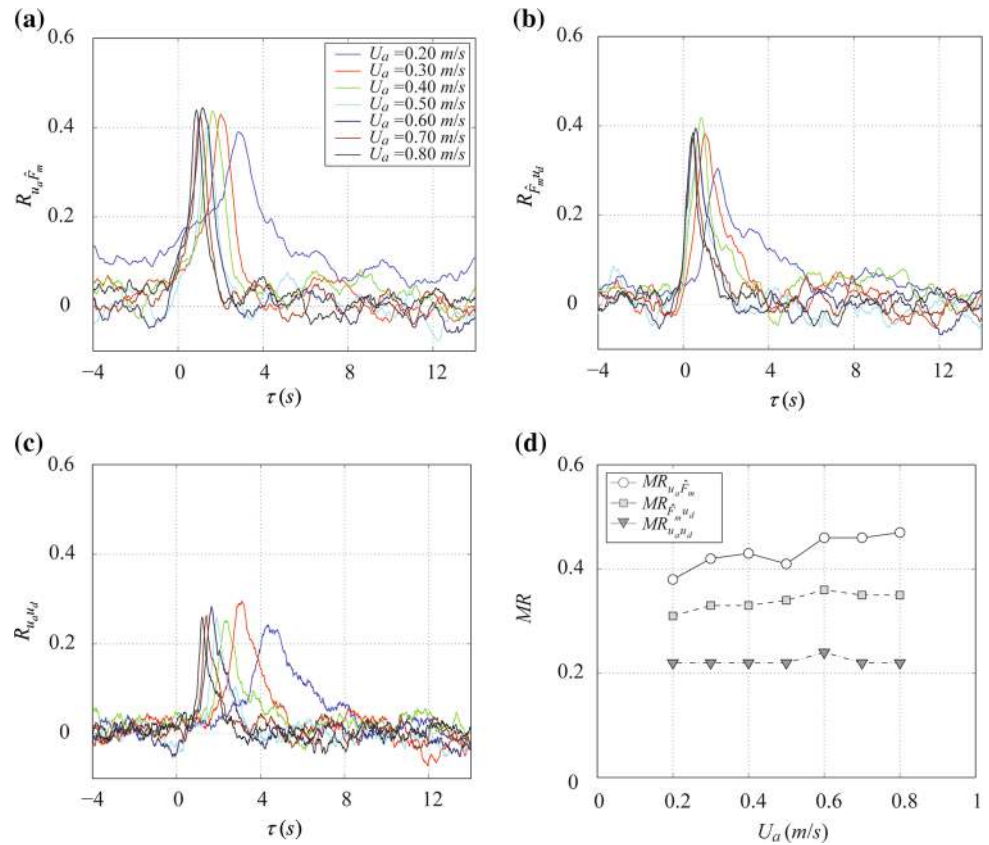 (a)
0.6
0.4
0.2
0
R_{u_a \hat{F}_m}
U_a =0.20 m/s
U_a =0.30 m/s
U_a =0.40 m/s
U_a =0.50 m/s
U_a =0.60 m/s
U_a =0.70 m/s
U_a =0.80 m/s
−4 0 4 8 12
τ (s)
(b)
0.6
0.4
0.2
0
R_{\hat{F}_m u_d}
−4 0 4 8 12
τ (s)
(c)
0.6
0.4
0.2
0
R_{u_a u_d}
−4 0 4 8 12
τ (s)
(d)
0.6
0.4
0.2
0
MR
MR_{u_a \hat{F}_m}
MR_{\hat{F}_m u_d}
MR_{u_a u_d}
0 0.2 0.4 0.6 0.8 1
U_a (m/s)